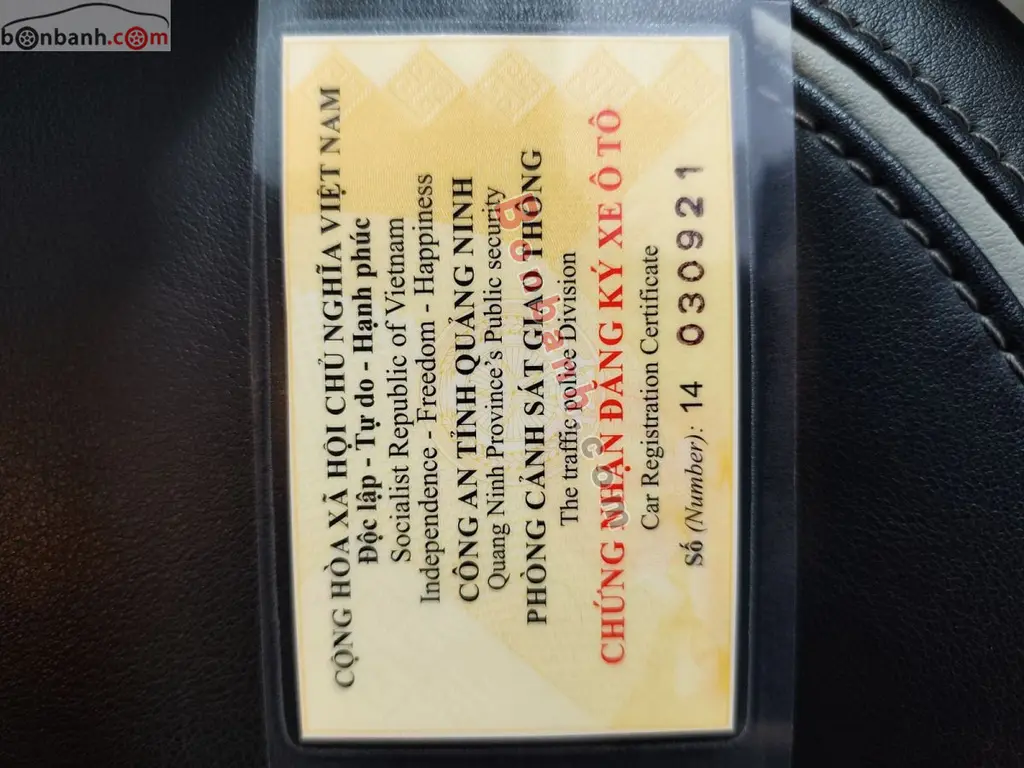 bonbanh.com
CỘNG HÒA XÃ HỘI CHỦ NGHĨA VIỆT NAM
Độc lập - Tự do - Hạnh phúc
Socialist Republic of Vietnam
Independence - Freedom - Happiness
CÔNG AN TỈNH QUẢNG NINH
Quang Ninh Province's Public security
PHÒNG CẢNH SÁT GIAO THÔNG
The traffic police Division
CHỨNG NHẬN ĐĂNG KÝ XE Ô TÔ
Car Registration Certificate
Số (Number): 14 030921
Bonbanh.com